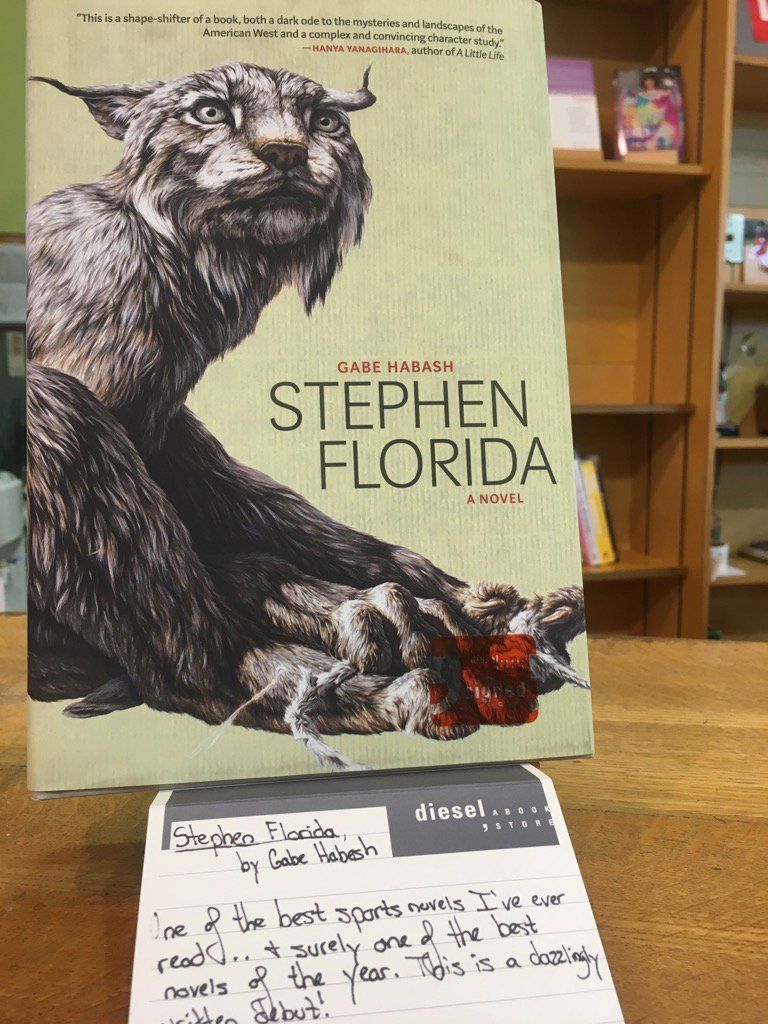 "This is a shape-shifter of a book, both a dark ode to the mysteries and landscapes of the
American West and a complex and convincing character study."
—HANYA YANAGIHARA, author of A Little Life
GABE HABASH
STEPHEN
FLORIDA
A NOVEL
signed
diesel, A BOOK
STORE
Stephen Florida,
by Gabe Habash
One of the best sports novels I've ever
read... + surely one of the best
novels of the year. This is a dazzlingly
written debut!